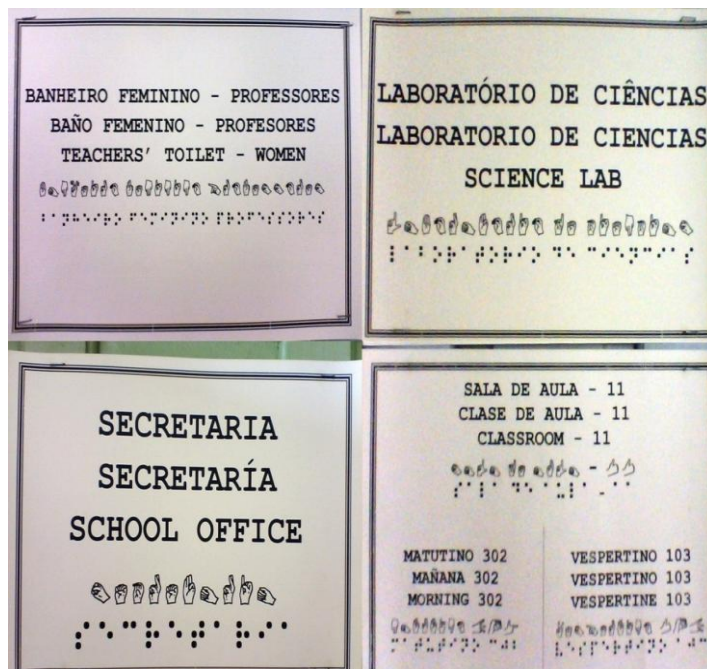 BANHEIRO FEMININO - PROFESSORES
BAÑO FEMENINO - PROFESORES
TEACHERS' TOILET - WOMEN
⠃⠁⠝⠓⠑⠊⠗⠕ ⠋⠑⠍⠊⠝⠊⠝⠕ ⠏⠗⠕⠋⠑⠎⠎⠕⠗⠑⠎
LABORATÓRIO DE CIÊNCIAS
LABORATORIO DE CIENCIAS
SCIENCE LAB
SECRETARIA
SECRETARÍA
SCHOOL OFFICE
SALA DE AULA - 11
CLASE DE AULA - 11
CLASSROOM - 11
MATUTINO 302
MAÑANA 302
MORNING 302
VESPERTINO 103
VESPERTINO 103
VESPERTINE 103